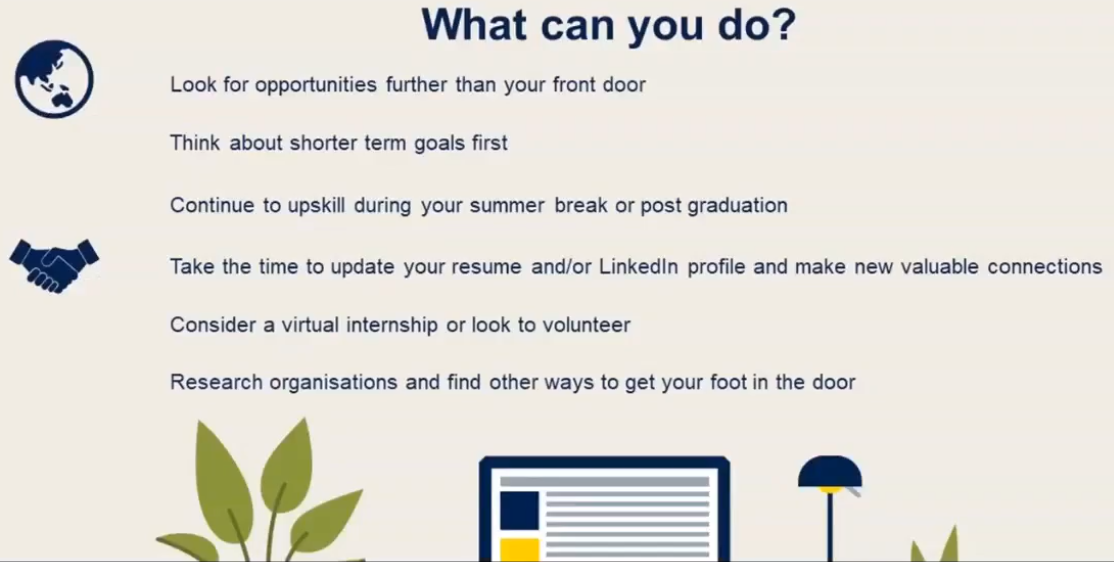 What can you do?
Look for opportunities further than your front door
Think about shorter term goals first
Continue to upskill during your summer break or post graduation
Take the time to update your resume and/or LinkedIn profile and make new valuable connections
Consider a virtual internship or look to volunteer
Research organisations and find other ways to get your foot in the door